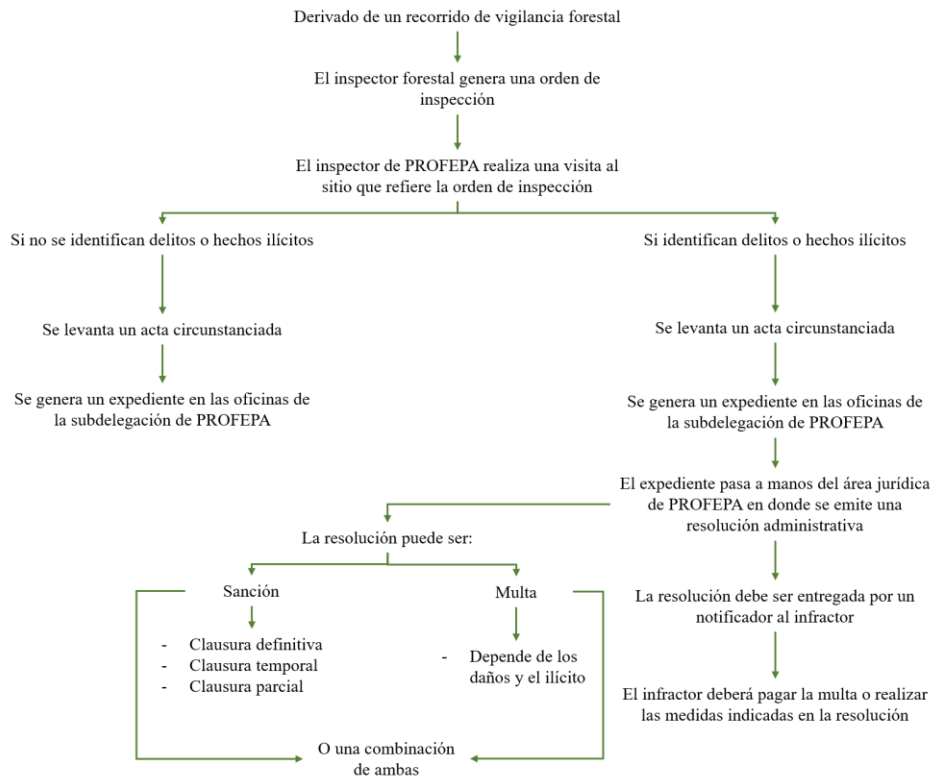 Derivado de un recorrido de vigilancia forestal
El inspector forestal genera una orden de
inspección
El inspector de PROFEPA realiza una visita al
sitio que refiere la orden de inspección
Si no se identifican delitos o hechos ilícitos
Se levanta un acta circunstanciada
Se genera un expediente en las oficinas de
la subdelegación de PROFEPA
Si identifican delitos o hechos ilícitos
Se levanta un acta circunstanciada
Se genera un expediente en las oficinas de
la subdelegación de PROFEPA
El expediente pasa a manos del área jurídica
de PROFEPA en donde se emite una
resolución administrativa
La resolución puede ser:
Sanción
- Clausura definitiva
- Clausura temporal
- Clausura parcial
Multa
- Depende de los
daños y el ilícito
O una combinación
de ambas
La resolución debe ser entregada por un
notificador al infractor
El infractor deberá pagar la multa o realizar
las medidas indicadas en la resolución